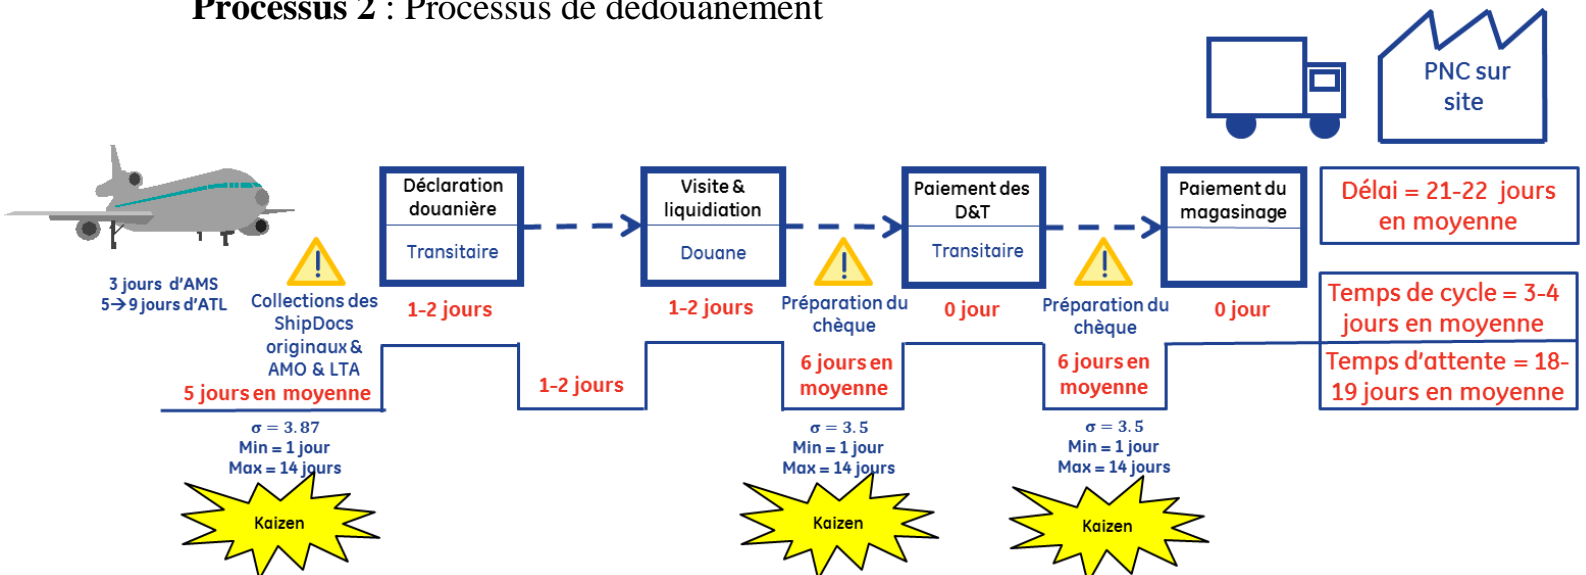 Processus 2 : Processus de dédouanement
PNC sur
site
Déclaration
douanière
Transitaire
Visite &
liquidiation
Douane
Paiement des
D&T
Transitaire
Paiement du
magasinage
Délai = 21-22 jours
en moyenne
3 jours d'AMS
5→9 jours d'ATL
Collections des
ShipDocs
originaux &
AMO & LTA
1-2 jours
1-2 jours
Préparation du
chèque
0 jour
Préparation du
chèque
0 jour
Temps de cycle = 3-4
jours en moyenne
5 jours en moyenne
1-2 jours
6 jours en
moyenne
6 jours en
moyenne
Temps d'attente = 18-
19 jours en moyenne
σ = 3.87
Min = 1 jour
Max = 14 jours
σ = 3.5
Min = 1 jour
Max = 14 jours
σ = 3.5
Min = 1 jour
Max = 14 jours
Kaizen
Kaizen
Kaizen